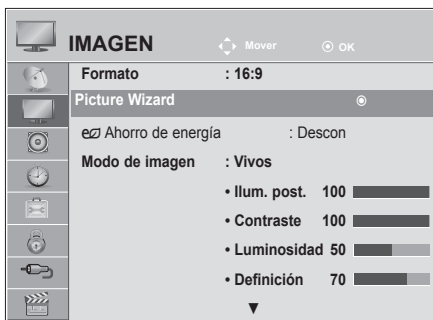 IMAGEN Mover OK
Formato : 16:9
Picture Wizard
Ahorro de energía : Descon
Modo de imagen : Vivos
• Ilum. post. 100
• Contraste 100
• Luminosidad 50
• Definición 70